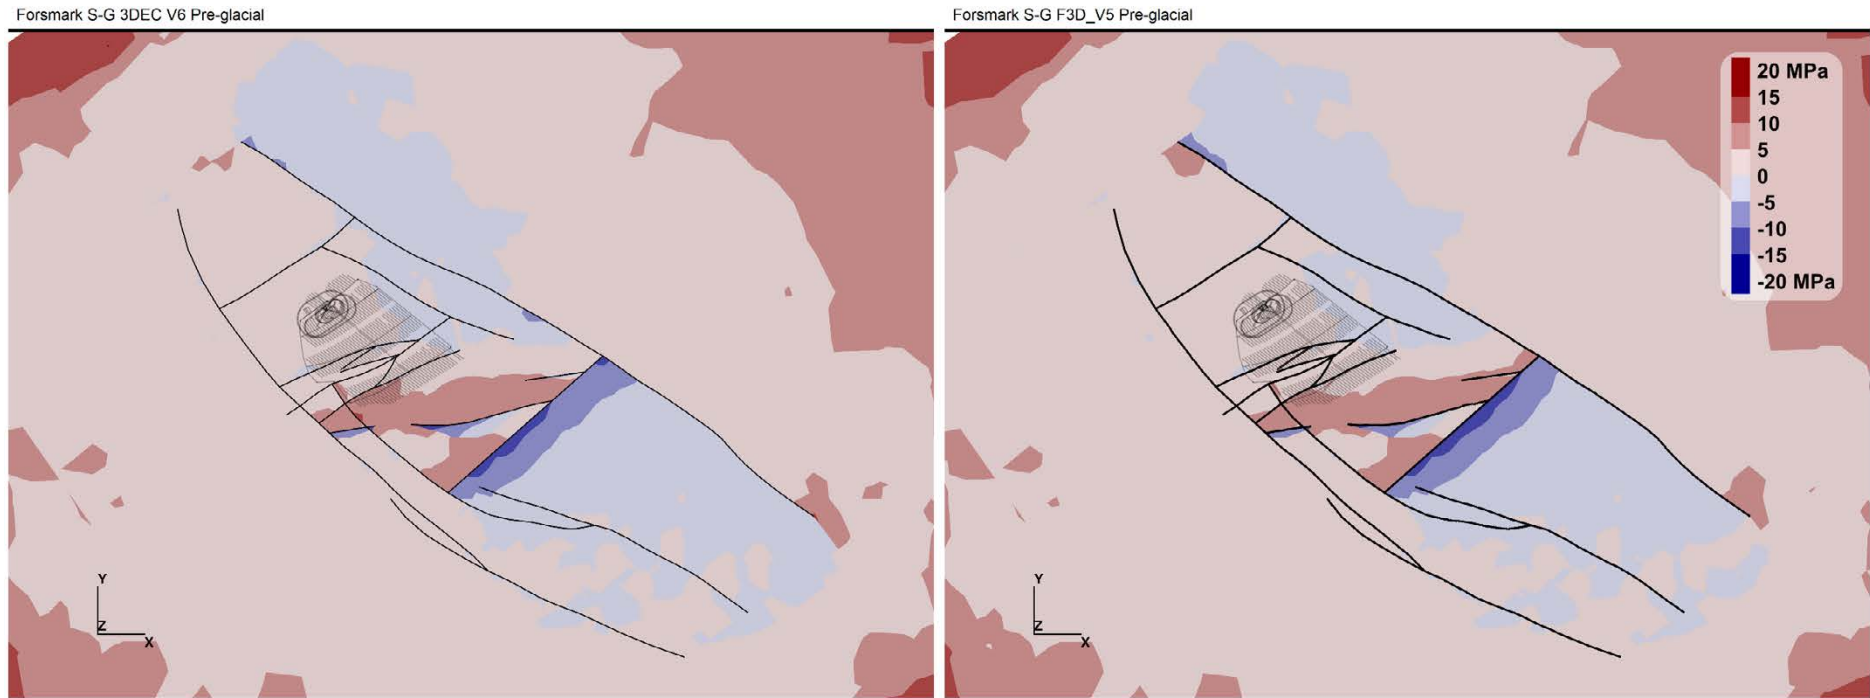 Forsmark S-G 3DEC V6 Pre-glacial
Forsmark S-G F3D_V5 Pre-glacial
20 MPa
15
10
5
0
-5
-10
-15
-20 MPa
Y
Z
X
Y
Z
X